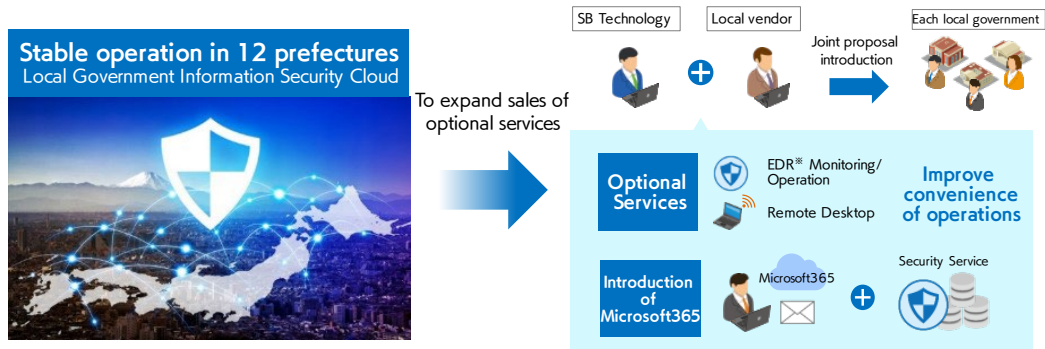 Stable operation in 12 prefectures
Local Government Information Security Cloud
To expand sales of
optional services
SB Technology
Local vendor
Joint proposal
introduction
Each local government
Optional
Services
EDR※ Monitoring/
Operation
Remote Desktop
Improve
convenience
of operations
Introduction
of
Microsoft365
Microsoft365
Security Service